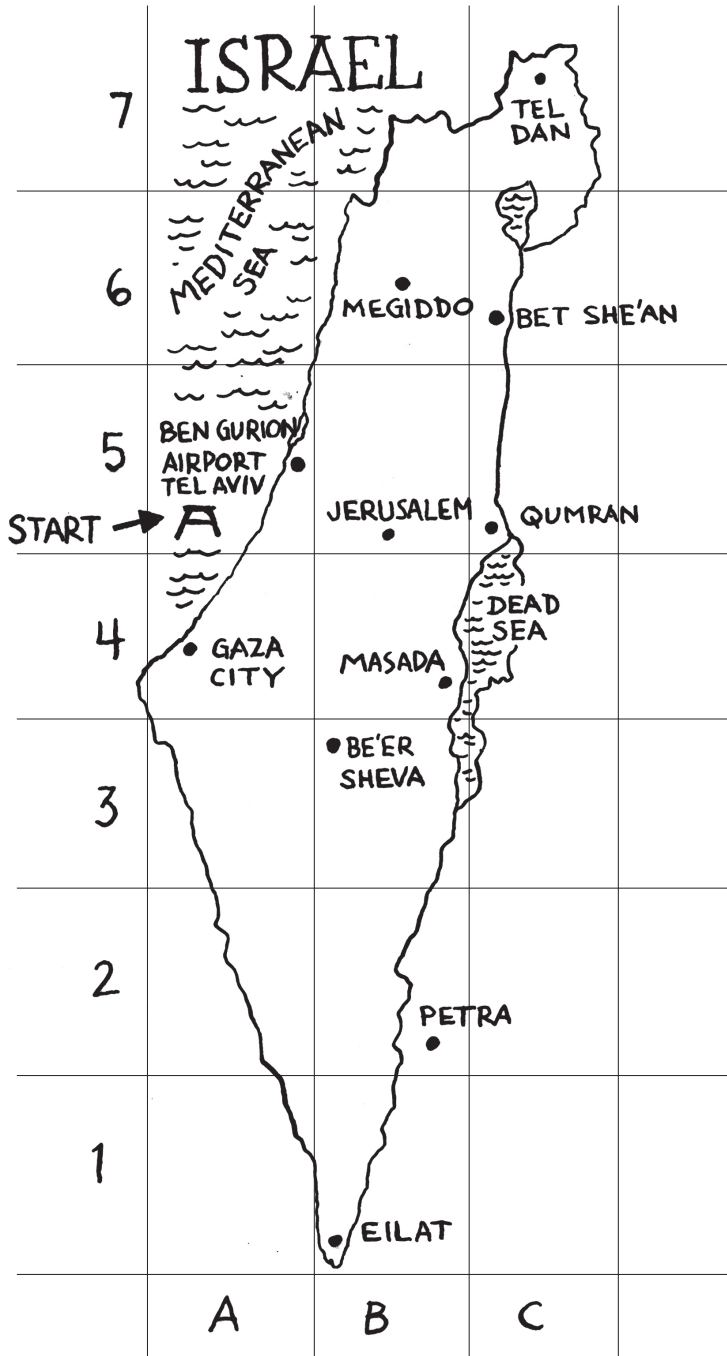 ISRAEL
7
TEL
DAN
MEDITERRANEAN
SEA
6
MEGIDDO
BET SHE'AN
BEN GURION
AIRPORT
TEL AVIV
5
START
A
JERUSALEM
QUMRAN
DEAD
SEA
4
GAZA
CITY
MASADA
BE'ER
SHEVA
3
2
PETRA
1
EILAT
A
B
C